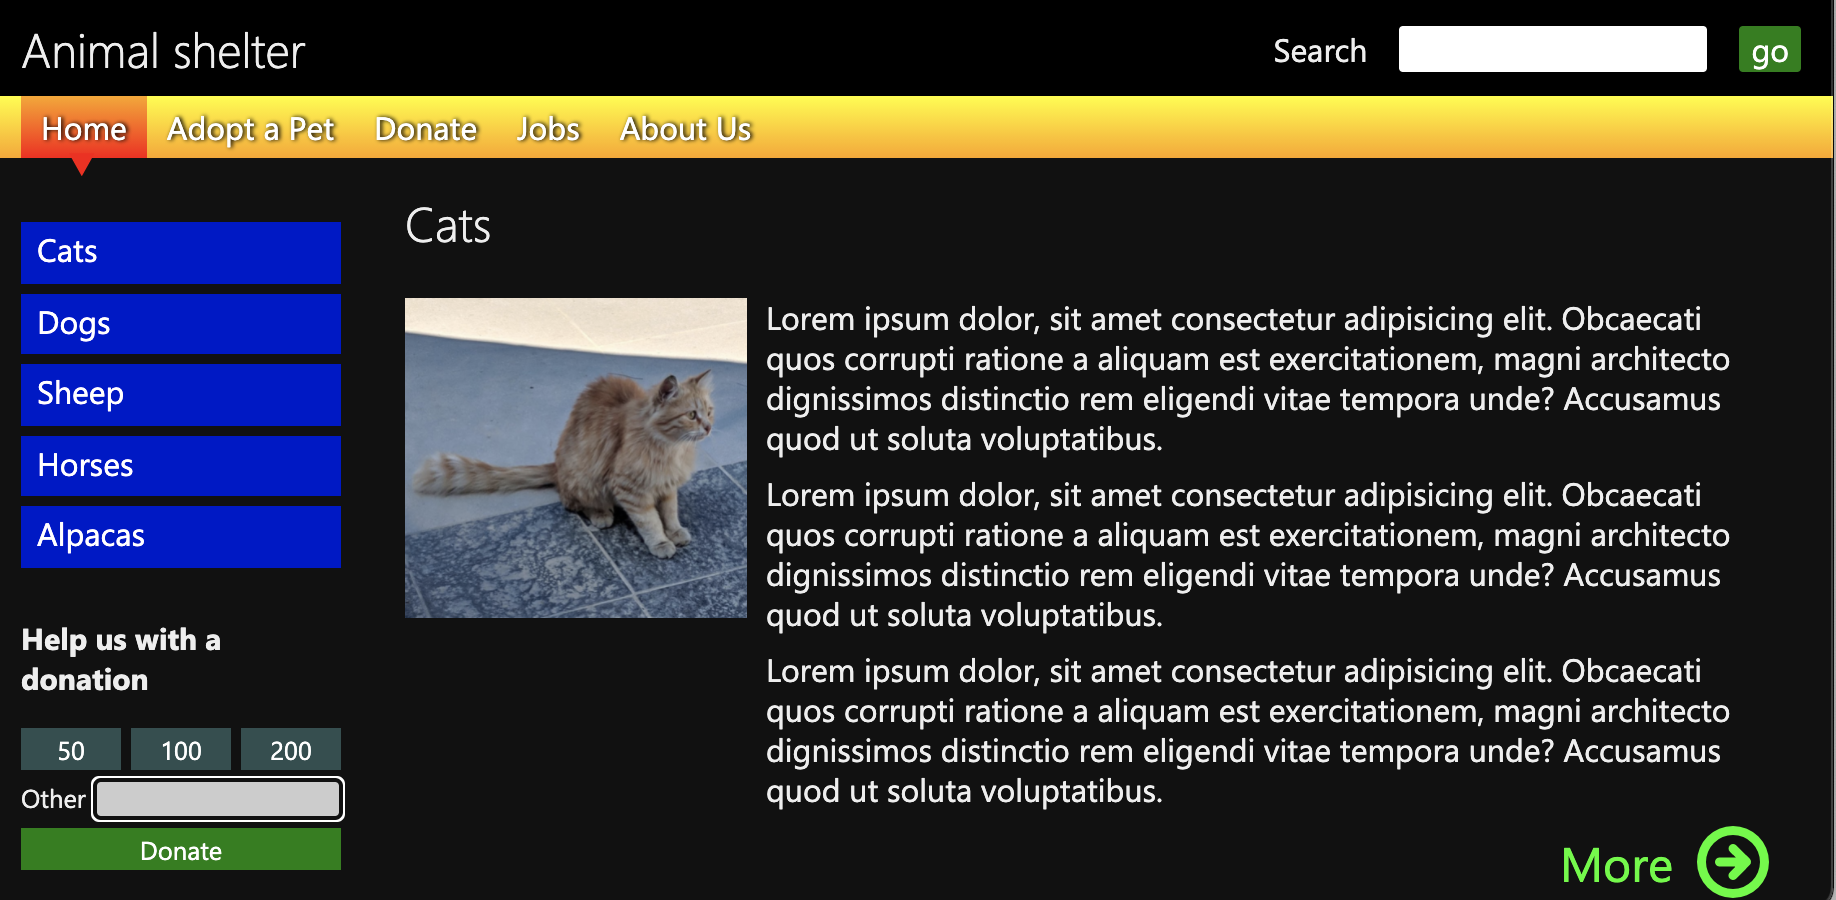 Animal shelter
Search
go
Home
Adopt a Pet
Donate
Jobs
About Us
Cats
Dogs
Sheep
Horses
Alpacas
Help us with a
donation
50
100
200
Other
Donate
Cats
Lorem ipsum dolor, sit amet consectetur adipisicing elit. Obcaecati
quos corrupti ratione a aliquam est exercitationem, magni architecto
dignissimos distinctio rem eligendi vitae tempora unde? Accusamus
quod ut soluta voluptatibus.
Lorem ipsum dolor, sit amet consectetur adipisicing elit. Obcaecati
quos corrupti ratione a aliquam est exercitationem, magni architecto
dignissimos distinctio rem eligendi vitae tempora unde? Accusamus
quod ut soluta voluptatibus.
Lorem ipsum dolor, sit amet consectetur adipisicing elit. Obcaecati
quos corrupti ratione a aliquam est exercitationem, magni architecto
dignissimos distinctio rem eligendi vitae tempora unde? Accusamus
quod ut soluta voluptatibus.
More